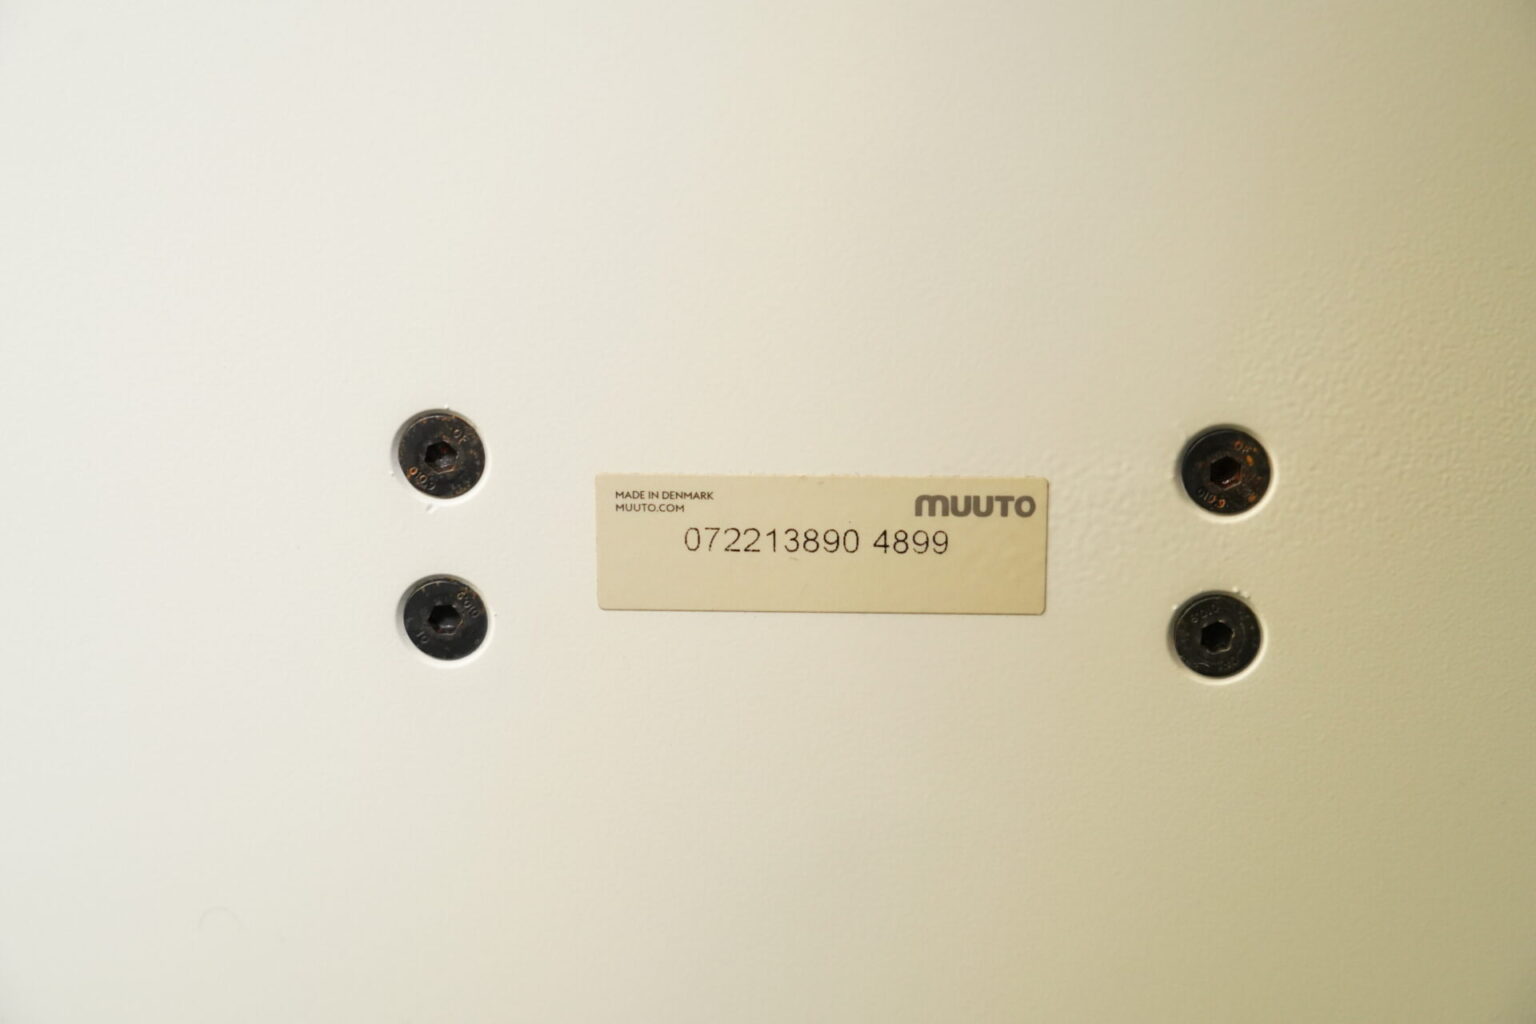 MADE IN DENMARK
MUUTO.COM
muuto
072213890 4899